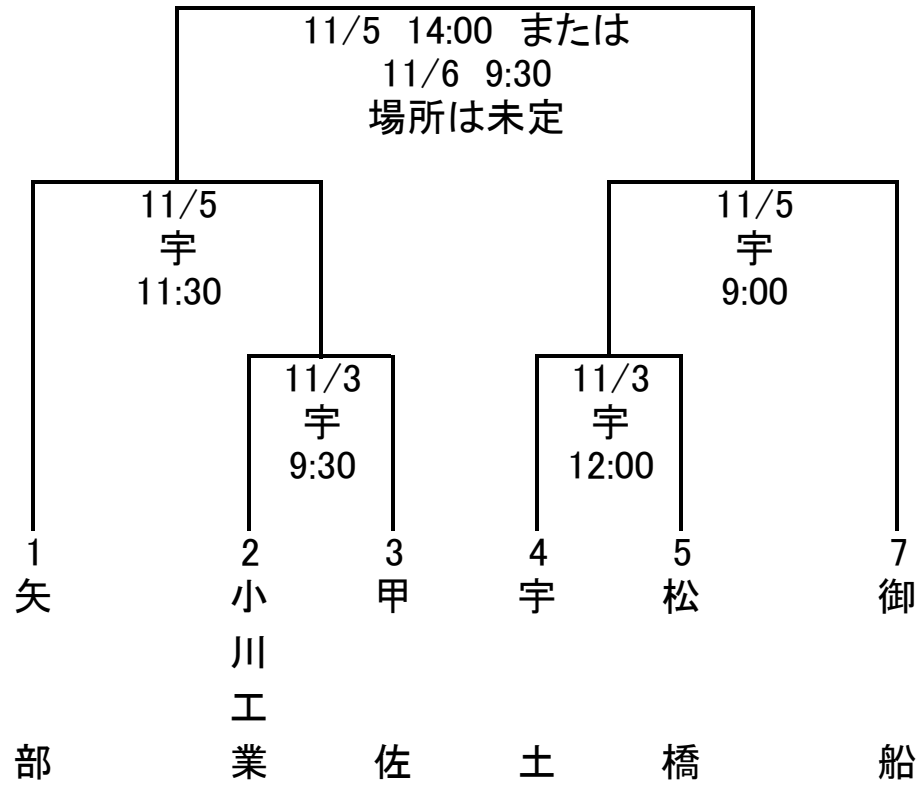 11/5 14:00 または
11/6 9:30
場所は未定
11/5
宇
11:30
11/5
宇
9:00
11/3
宇
9:30
11/3
宇
12:00
1
矢部
2
小川工業
3
甲佐
4
宇土
5
松橋
7
御船